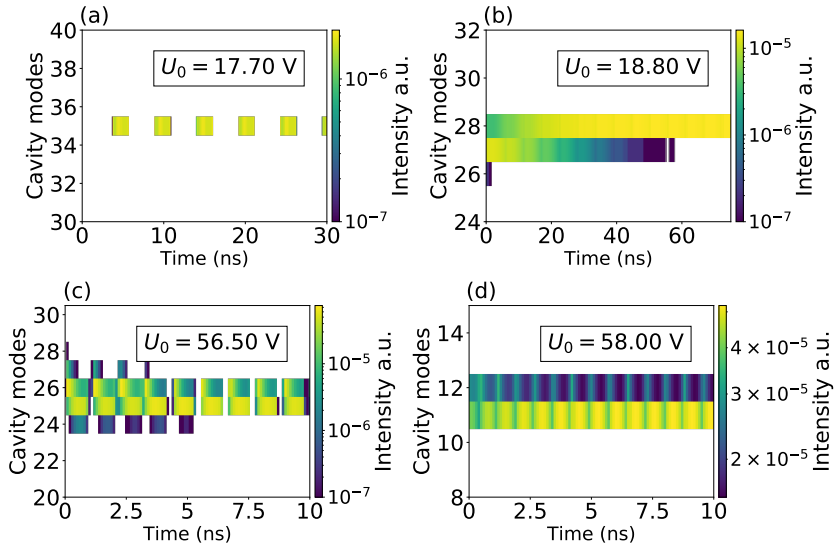 (a)
U₀ = 17.70 V
Cavity modes
40
38
36
34
32
30
0
10
20
30
Time (ns)
10⁻⁶
10⁻⁷
Intensity a.u.
(b)
U₀ = 18.80 V
Cavity modes
32
30
28
26
24
0
20
40
60
Time (ns)
10⁻⁵
10⁻⁶
10⁻⁷
Intensity a.u.
(c)
U₀ = 56.50 V
Cavity modes
30
28
26
24
22
20
0
2.5
5
7.5
10
Time (ns)
10⁻⁵
10⁻⁶
10⁻⁷
Intensity a.u.
(d)
U₀ = 58.00 V
Cavity modes
14
12
10
8
0
2.5
5
7.5
10
Time (ns)
4 × 10⁻⁵
3 × 10⁻⁵
2 × 10⁻⁵
Intensity a.u.